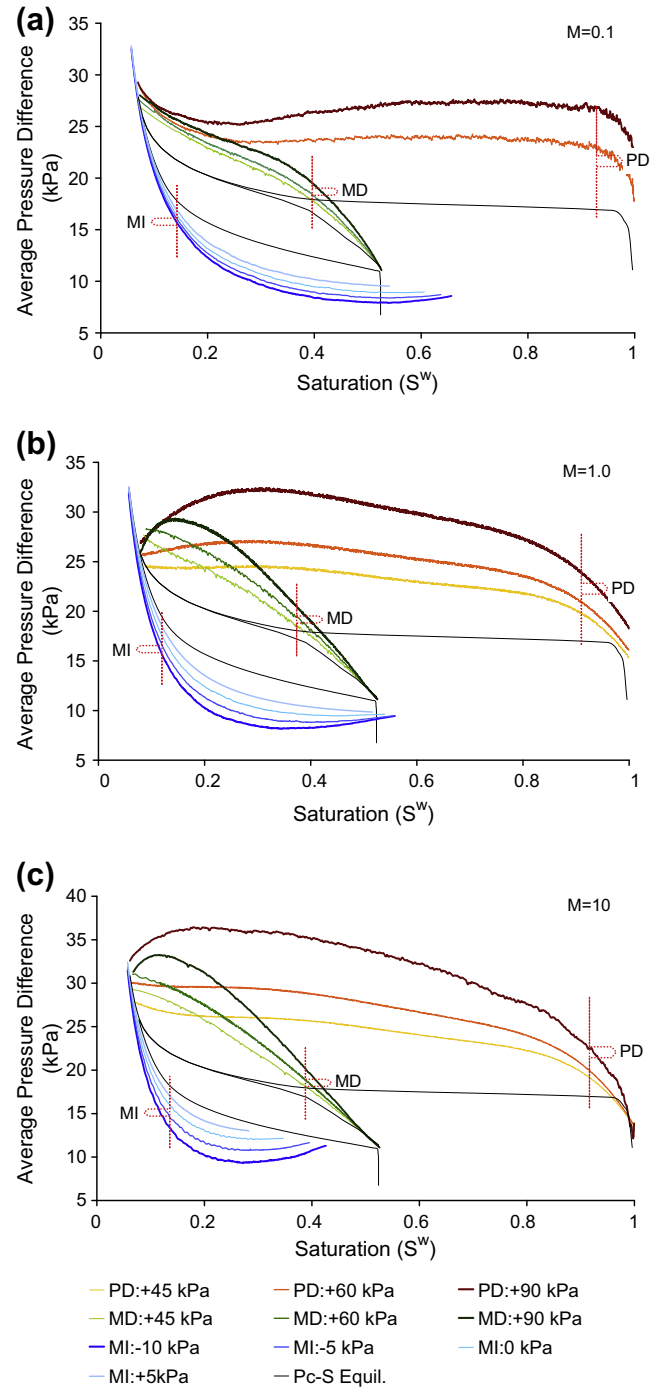 (a)
M=0.1
Average Pressure Difference
(kPa)
35
30
25
20
15
10
5
PD
MD
MI
0
0.2
0.4
0.6
0.8
1
Saturation (Sʷ)
(b)
M=1.0
Average Pressure Difference
(kPa)
35
30
25
20
15
10
5
PD
MD
MI
0
0.2
0.4
0.6
0.8
1
Saturation (Sʷ)
(c)
M=10
Average Pressure Difference
(kPa)
40
35
30
25
20
15
10
5
PD
MD
MI
0
0.2
0.4
0.6
0.8
1
Saturation (Sʷ)
PD:+45 kPa
PD:+60 kPa
PD:+90 kPa
MD:+45 kPa
MD:+60 kPa
MD:+90 kPa
MI:-10 kPa
MI:-5 kPa
MI:0 kPa
MI:+5kPa
Pc-S Equil.